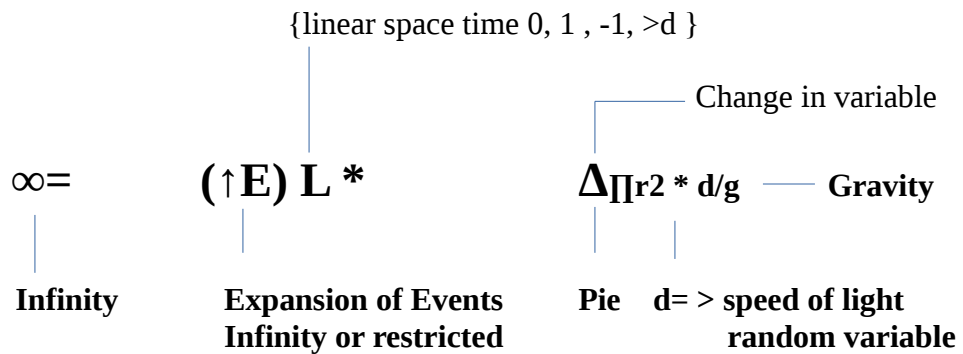 {linear space time 0, 1 , -1, >d }
Change in variable
∞= (↑E) L * Δ∏r2 * d/g Gravity
Infinity Expansion of Events Pie d= > speed of light
Infinity or restricted random variable